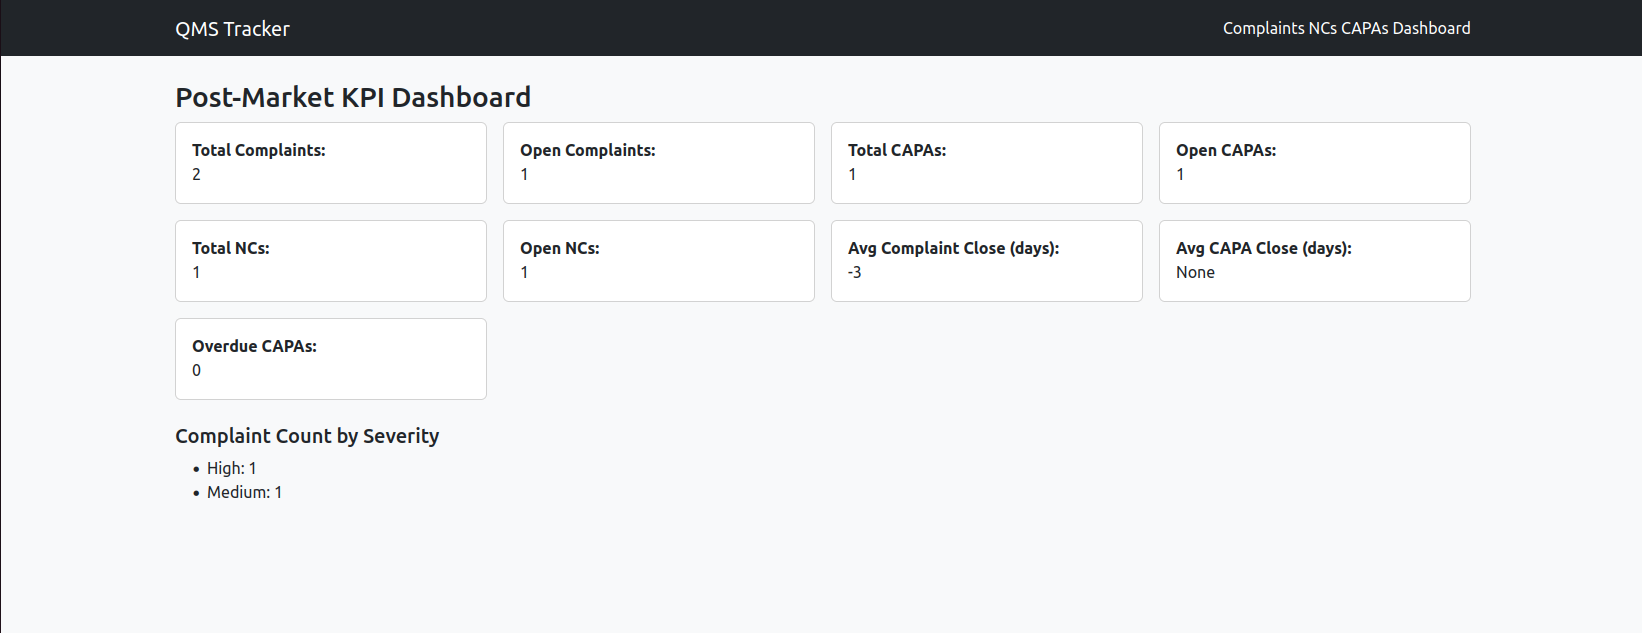 QMS Tracker
Complaints NCs CAPAs Dashboard
Post-Market KPI Dashboard
Total Complaints:
2
Open Complaints:
1
Total CAPAs:
1
Open CAPAs:
1
Total NCs:
1
Open NCs:
1
Avg Complaint Close (days):
-3
Avg CAPA Close (days):
None
Overdue CAPAs:
0
Complaint Count by Severity
• High: 1
• Medium: 1